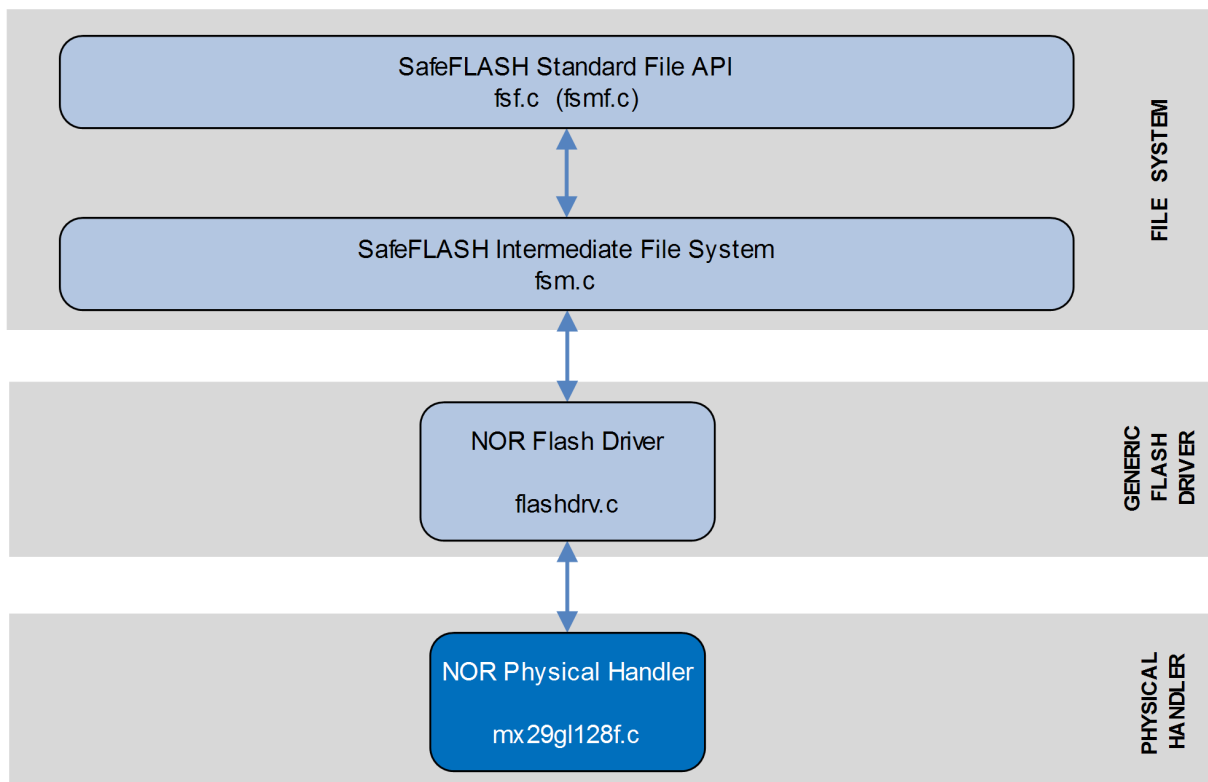 SafeFLASH Standard File API
fsf.c (fsmf.c)
FILE SYSTEM
SafeFLASH Intermediate File System
fsm.c
NOR Flash Driver
flashdrv.c
GENERIC
FLASH
DRIVER
NOR Physical Handler
mx29gl128f.c
PHYSICAL
HANDLER